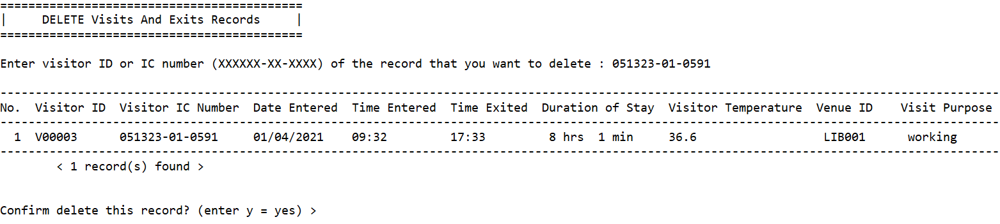 ===========================================
|     DELETE Visits And Exits Records     |
===========================================
Enter visitor ID or IC number (XXXXXX-XX-XXXX) of the record that you want to delete : 051323-01-0591
----------------------------------------------------------------------------------------------------------------------------------------------
No.  Visitor ID  Visitor IC Number  Date Entered  Time Entered  Time Exited  Duration of Stay  Visitor Temperature  Venue ID    Visit Purpose
----------------------------------------------------------------------------------------------------------------------------------------------
  1  V00003      051323-01-0591     01/04/2021    09:32         17:33         8 hrs  1 min     36.6                  LIB001      working
----------------------------------------------------------------------------------------------------------------------------------------------
        < 1 record(s) found >
Confirm delete this record? (enter y = yes) >